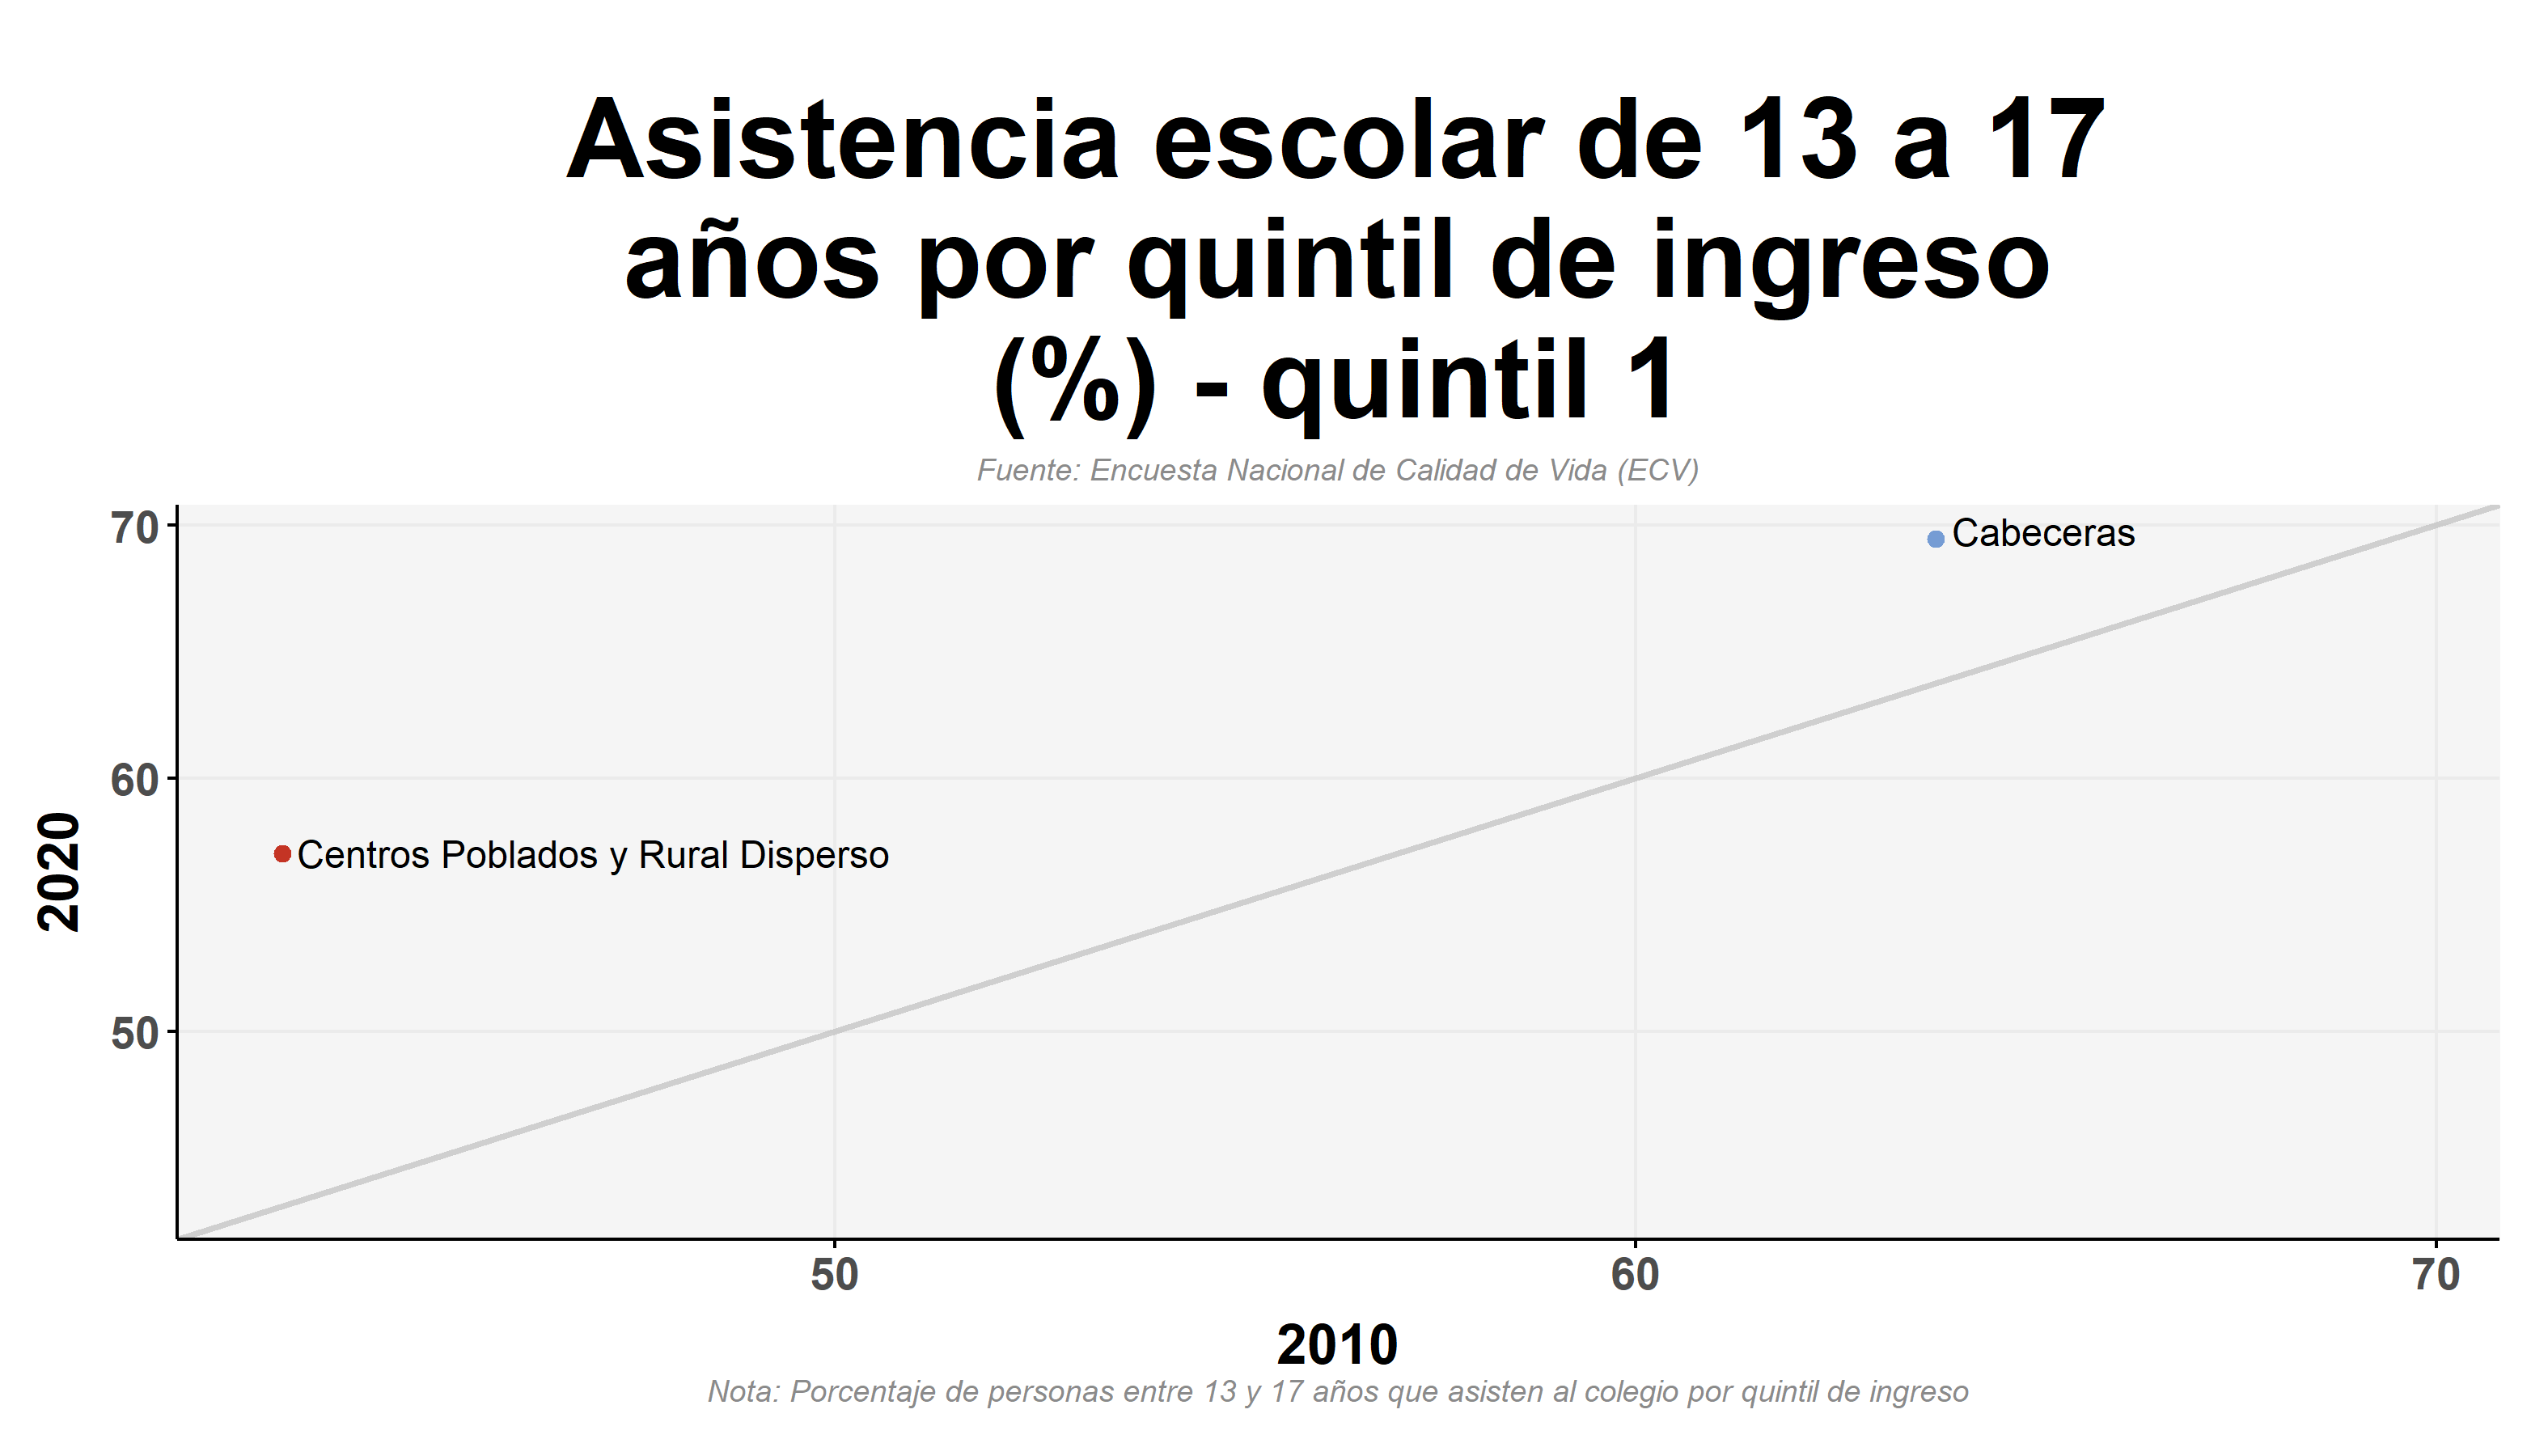 Asistencia escolar de 13 a 17
años por quintil de ingreso
(%) - quintil 1
Fuente: Encuesta Nacional de Calidad de Vida (ECV)
70
Cabeceras
60
Centros Poblados y Rural Disperso
2020
50
50
60
70
2010
Nota: Porcentaje de personas entre 13 y 17 años que asisten al colegio por quintil de ingreso